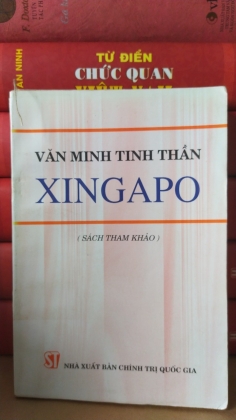 TỪ ĐIỂN
CHỨC QUAN
VĂN MINH TINH THẦN
XINGAPO
( SÁCH THAM KHẢO )
ST
NHÀ XUẤT BẢN CHÍNH TRỊ QUỐC GIA